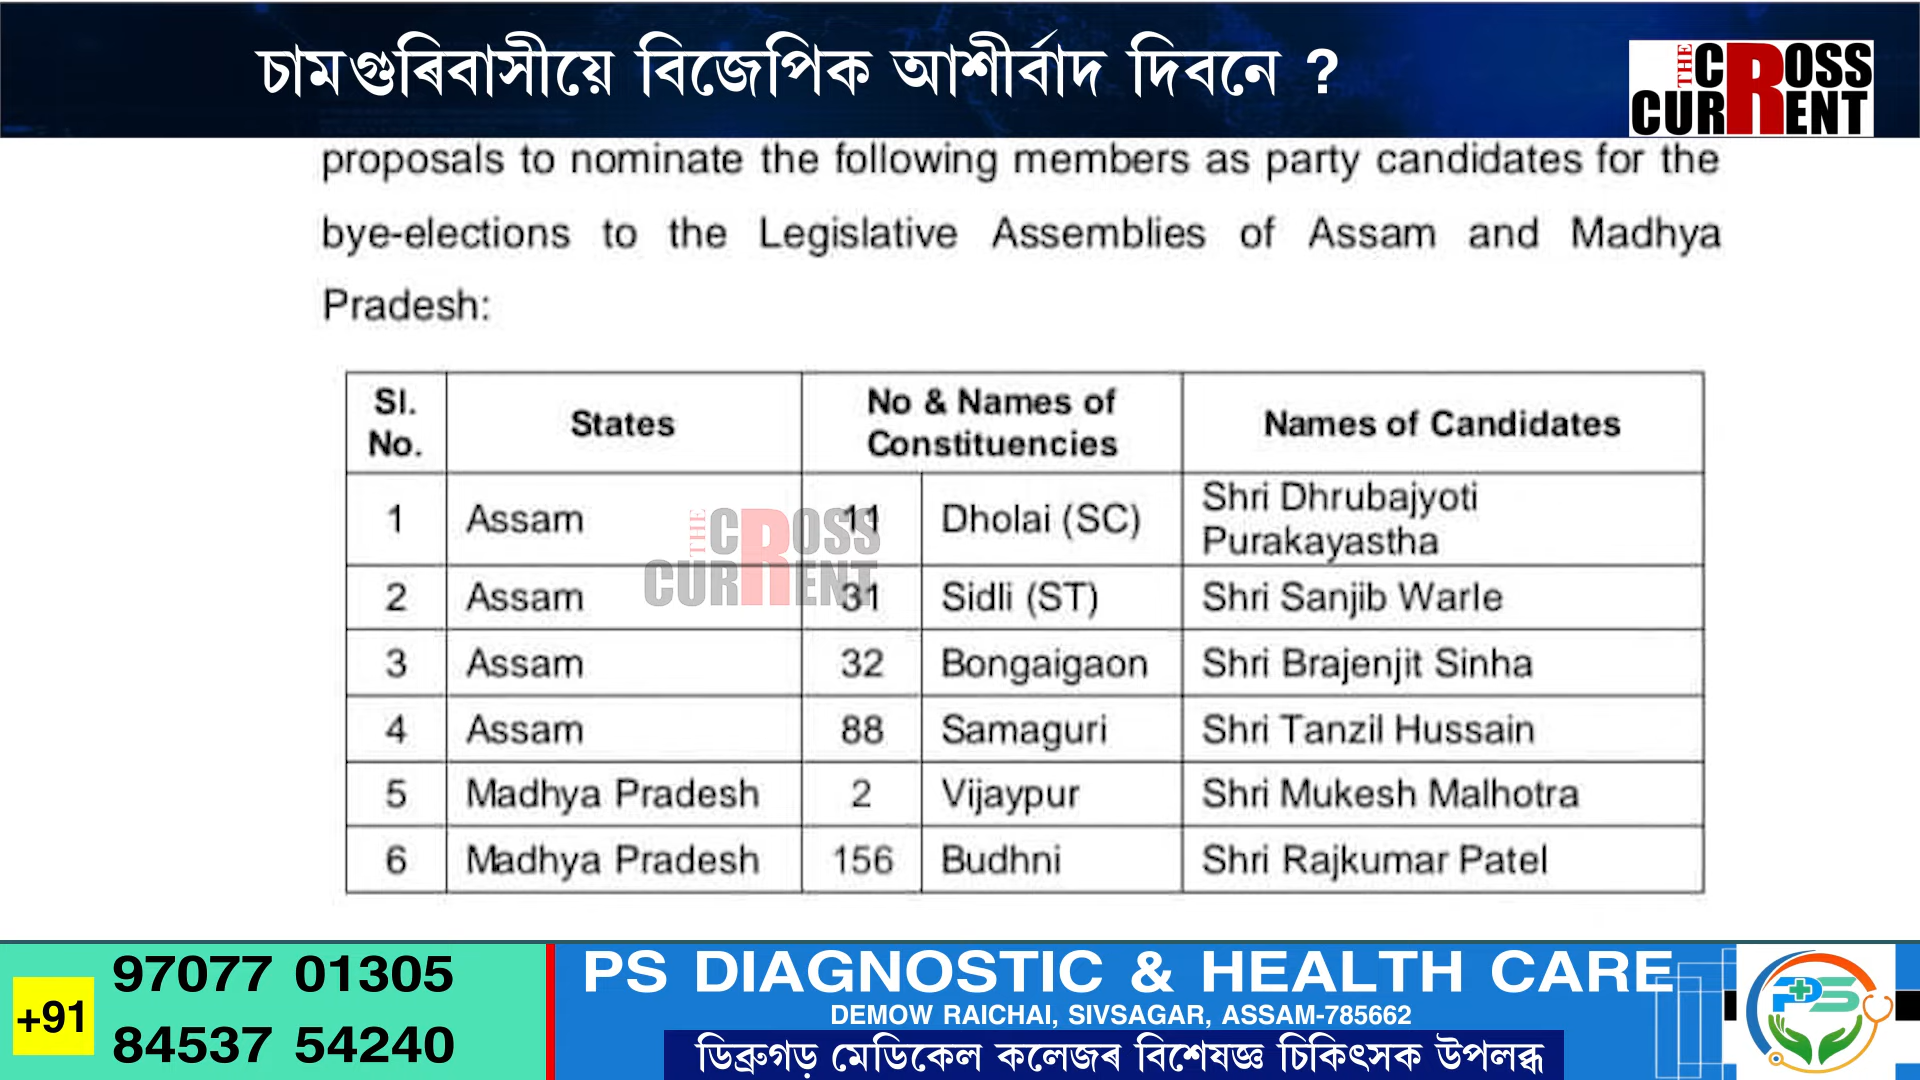 চামগুৰিবাসীয়ে বিজেপিক আশীৰ্বাদ দিবনে ?
THE CROSS
CURRENT
proposals to nominate the following members as party candidates for the
bye-elections to the Legislative Assemblies of Assam and Madhya
Pradesh:
Sl. No. States No & Names of Constituencies Names of Candidates
1 Assam 11 Dholai (SC) Shri Dhrubajyoti Purakayastha
THE CROSS
CURRENT
2 Assam 31 Sidli (ST) Shri Sanjib Warle
3 Assam 32 Bongaigaon Shri Brajenjit Sinha
4 Assam 88 Samaguri Shri Tanzil Hussain
5 Madhya Pradesh 2 Vijaypur Shri Mukesh Malhotra
6 Madhya Pradesh 156 Budhni Shri Rajkumar Patel
+91
97077 01305
84537 54240
PS DIAGNOSTIC & HEALTH CARE
DEMOW RAICHAI, SIVSAGAR, ASSAM-785662
ডিব্ৰুগড় মেডিকেল কলেজৰ বিশেষজ্ঞ চিকিৎসক উপলব্ধ
PS